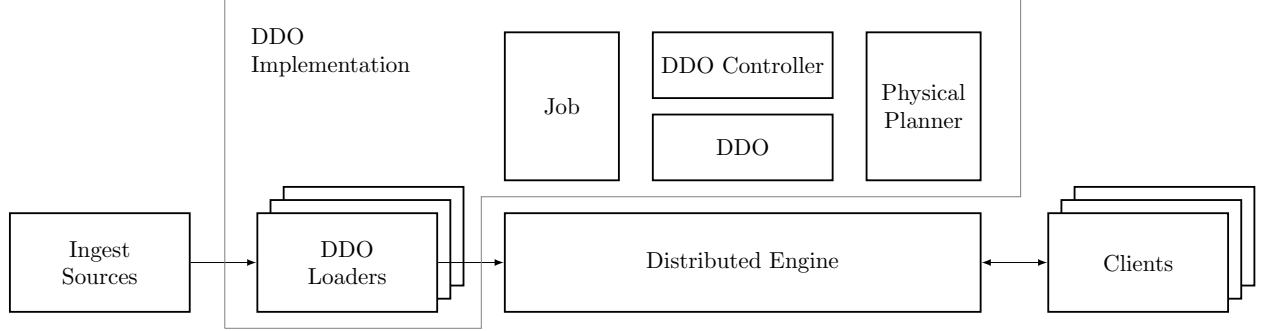 DDO
Implementation
Job
DDO Controller
DDO
Physical
Planner
Ingest
Sources
DDO
Loaders
Distributed Engine
Clients